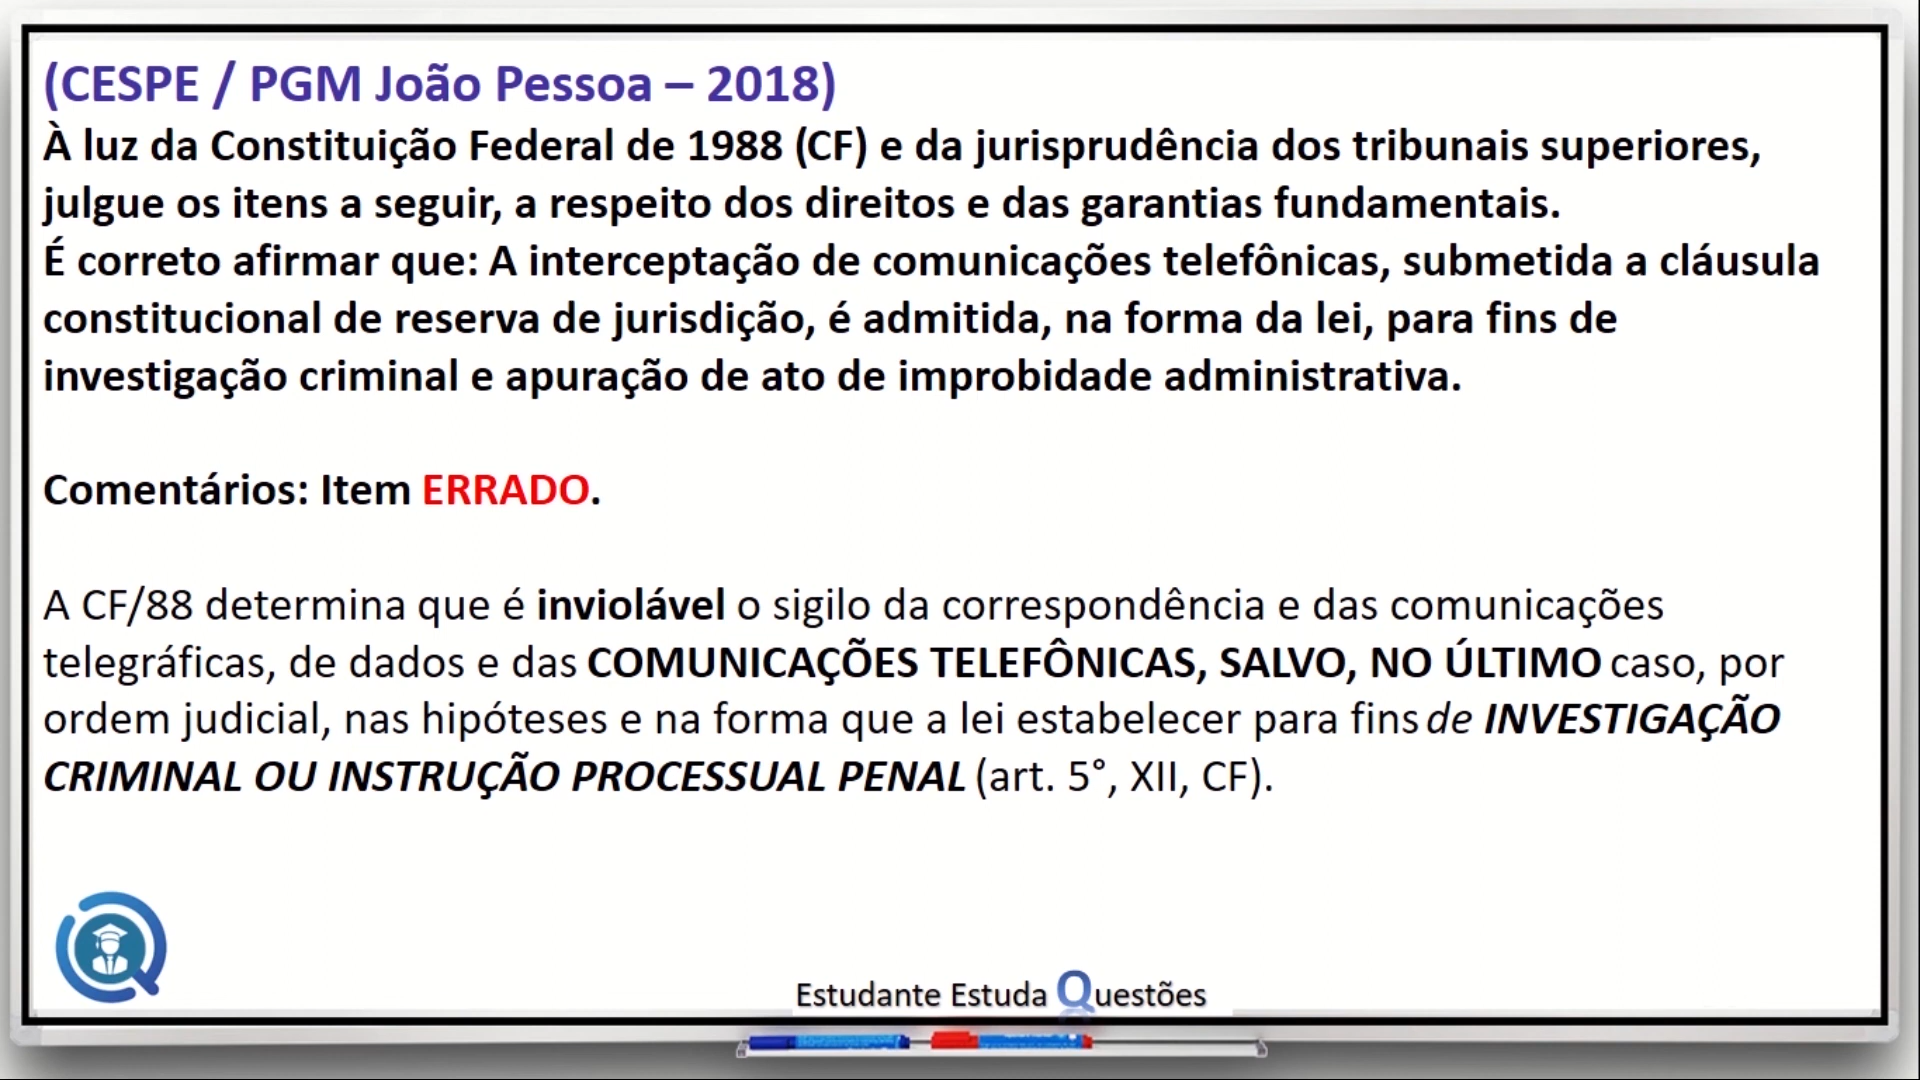 (CESPE / PGM João Pessoa – 2018)
À luz da Constituição Federal de 1988 (CF) e da jurisprudência dos tribunais superiores,
julgue os itens a seguir, a respeito dos direitos e das garantias fundamentais.
É correto afirmar que: A interceptação de comunicações telefônicas, submetida a cláusula
constitucional de reserva de jurisdição, é admitida, na forma da lei, para fins de
investigação criminal e apuração de ato de improbidade administrativa.
Comentários: Item ERRADO.
A CF/88 determina que é inviolável o sigilo da correspondência e das comunicações
telegráficas, de dados e das COMUNICAÇÕES TELEFÔNICAS, SALVO, NO ÚLTIMO caso, por
ordem judicial, nas hipóteses e na forma que a lei estabelecer para fins de INVESTIGAÇÃO
CRIMINAL OU INSTRUÇÃO PROCESSUAL PENAL (art. 5°, XII, CF).
Estudante Estuda Questões